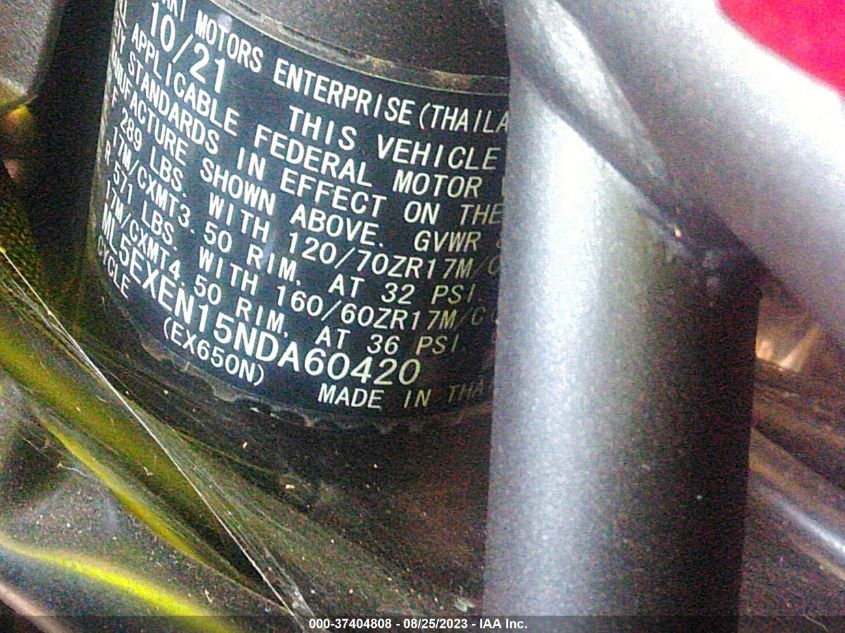 MOTORS ENTERPRISE (THAILA
10/21 THIS VEHICLE
APPLICABLE FEDERAL MOTOR
STANDARDS IN EFFECT ON THE
MANUFACTURE SHOWN ABOVE. GVWR
F 289 LBS. WITH 120/70ZR17M/C
17M/CXMT3.50 RIM, AT 32 PSI.
R 571 LBS. WITH 160/60ZR17M/C
17M/CXMT4.50 RIM, AT 36 PSI.
ML5EXEN15NDA60420
CYCLE (EX650N) MADE IN THA
000-37404808 - 08/25/2023 - IAA Inc.